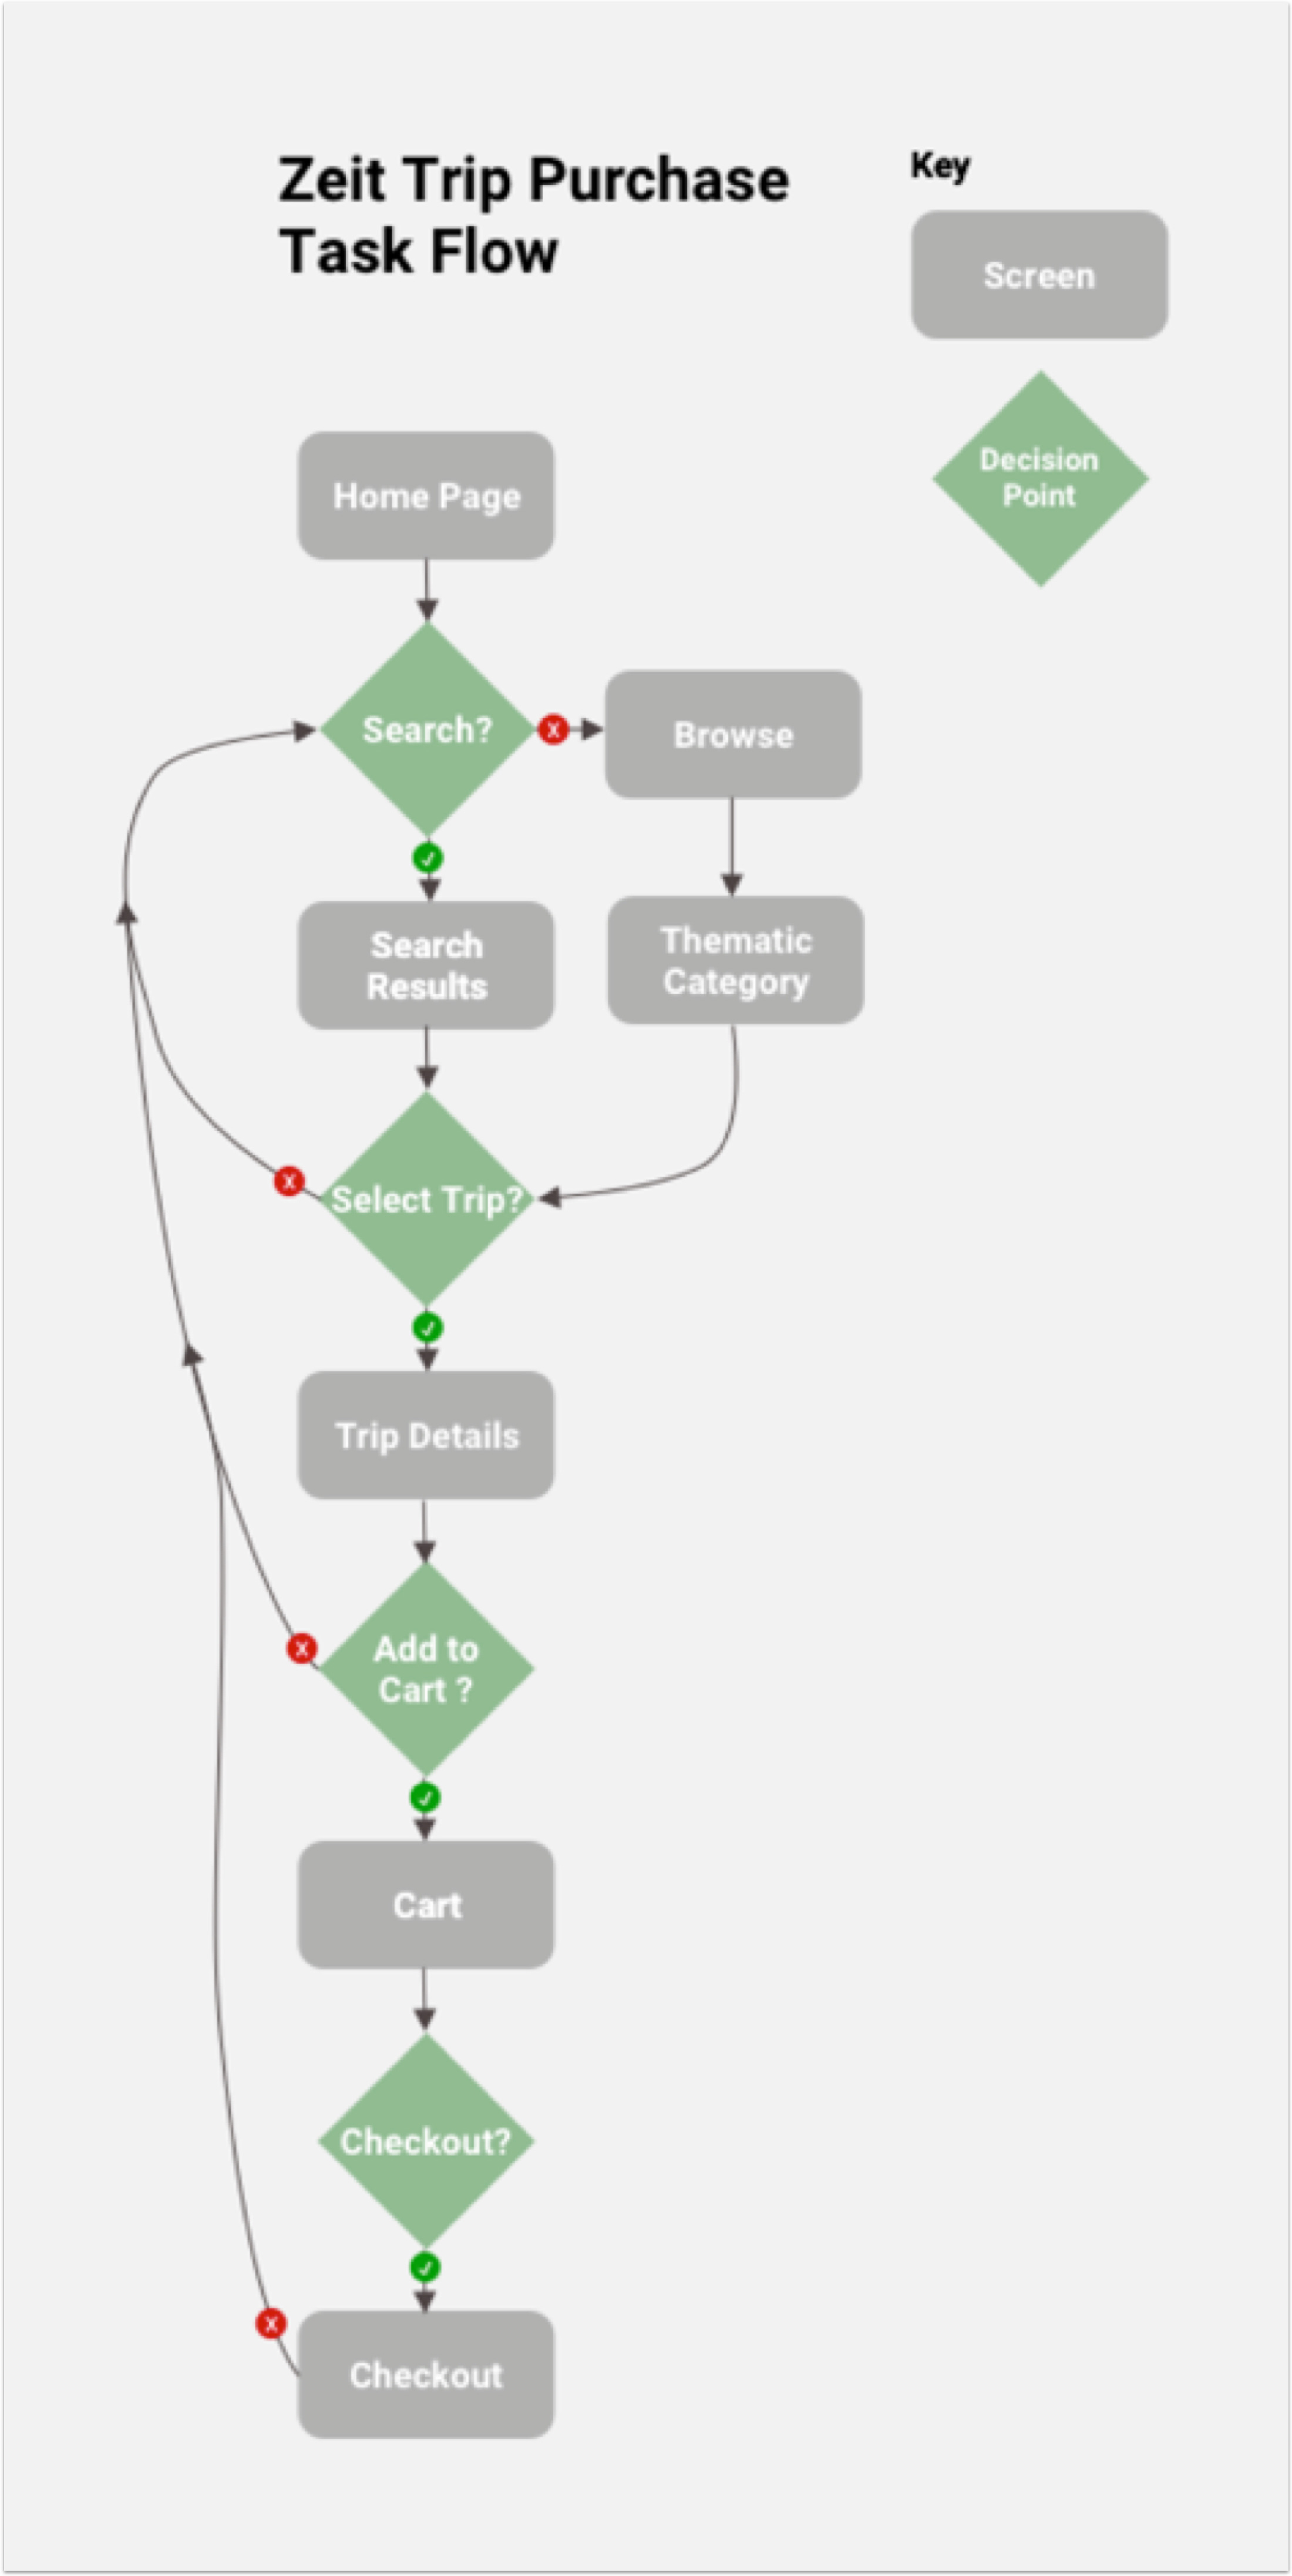 Zeit Trip Purchase
Task Flow
Key
Screen
Decision
Point
Home Page
Search?
X
Browse
✓
Search
Results
Thematic
Category
X
Select Trip?
✓
Trip Details
X
Add to
Cart ?
✓
Cart
Checkout?
✓
X
Checkout